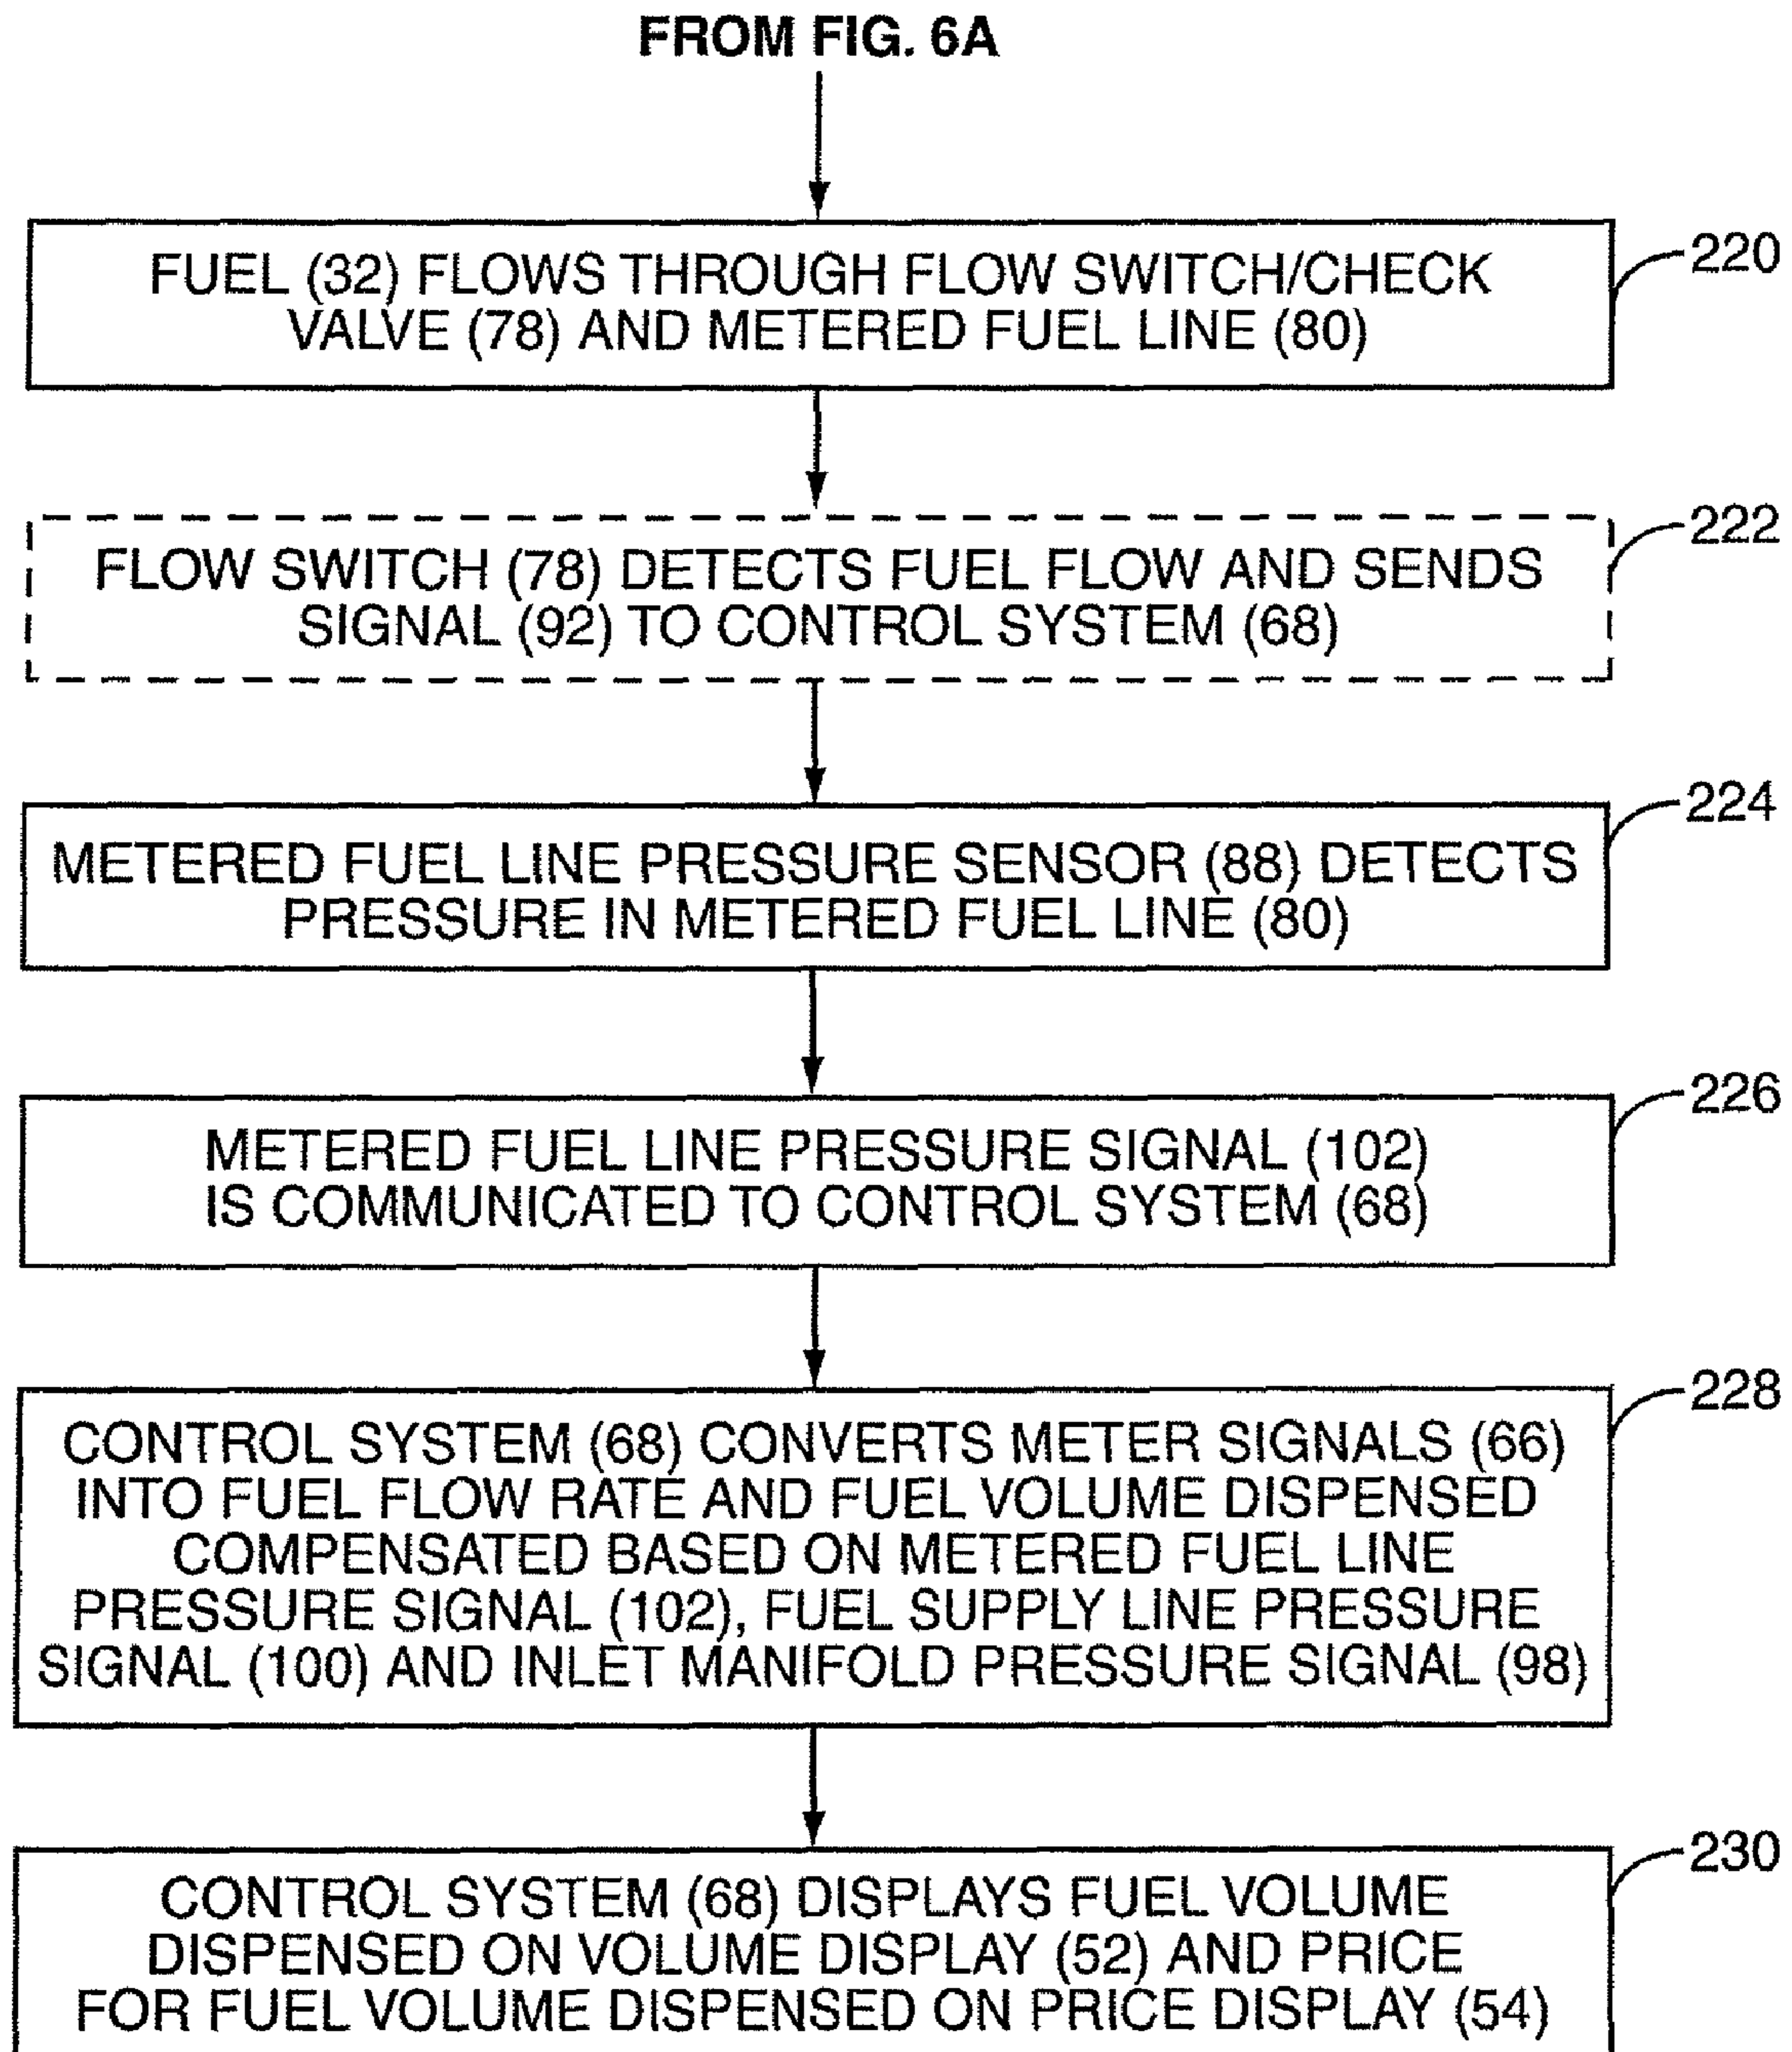 FROM FIG. 6A
220
FUEL (32) FLOWS THROUGH FLOW SWITCH/CHECK
VALVE (78) AND METERED FUEL LINE (80)
222
FLOW SWITCH (78) DETECTS FUEL FLOW AND SENDS
SIGNAL (92) TO CONTROL SYSTEM (68)
224
METERED FUEL LINE PRESSURE SENSOR (88) DETECTS
PRESSURE IN METERED FUEL LINE (80)
226
METERED FUEL LINE PRESSURE SIGNAL (102)
IS COMMUNICATED TO CONTROL SYSTEM (68)
228
CONTROL SYSTEM (68) CONVERTS METER SIGNALS (66)
INTO FUEL FLOW RATE AND FUEL VOLUME DISPENSED
COMPENSATED BASED ON METERED FUEL LINE
PRESSURE SIGNAL (102), FUEL SUPPLY LINE PRESSURE
SIGNAL (100) AND INLET MANIFOLD PRESSURE SIGNAL (98)
230
CONTROL SYSTEM (68) DISPLAYS FUEL VOLUME
DISPENSED ON VOLUME DISPLAY (52) AND PRICE
FOR FUEL VOLUME DISPENSED ON PRICE DISPLAY (54)